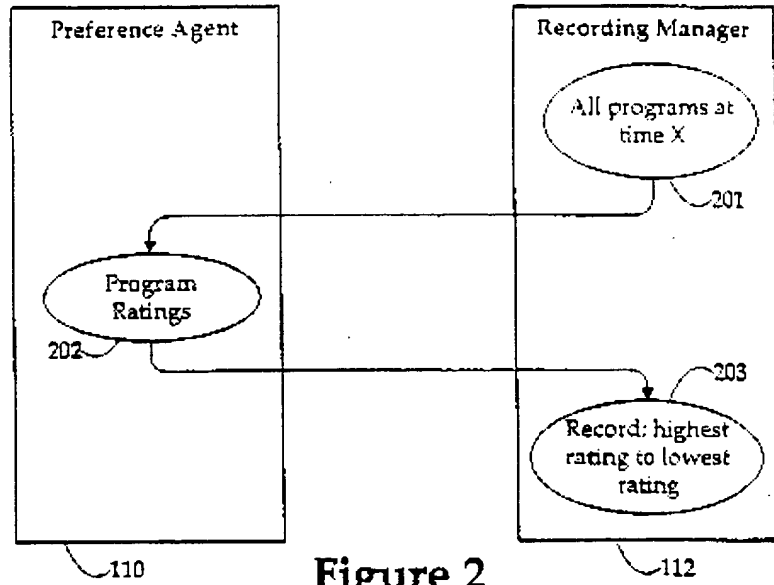 Preference Agent
Recording Manager
All programs at
time X
201
Program
Ratings
202
203
Record: highest
rating to lowest
rating
110
Figure 2
112